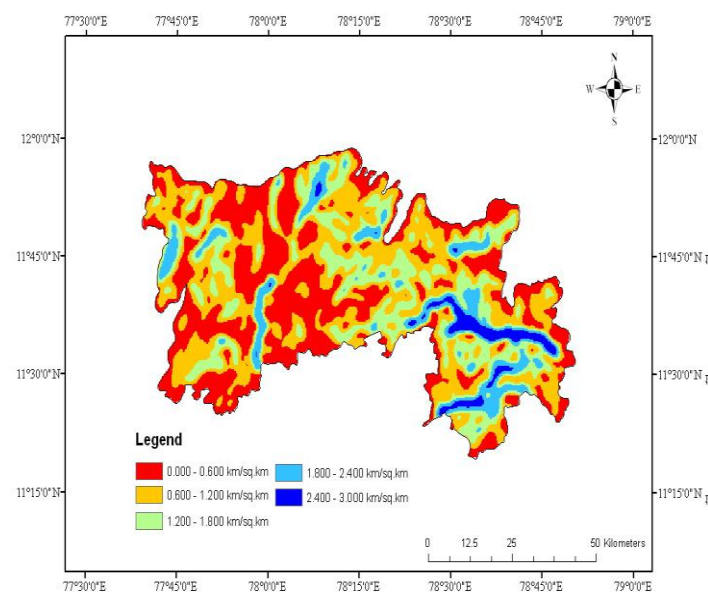 77°30'0"E 77°45'0"E 78°0'0"E 78°15'0"E 78°30'0"E 78°45'0"E 79°0'0"E
N
W E
S
12°0'0"N 12°0'0"N
11°45'0"N 11°45'0"N
11°30'0"N 11°30'0"N
Legend
0.000 - 0.600 km/sq.km 1.800 - 2.400 km/sq.km
0.600 - 1.200 km/sq.km 2.400 - 3.000 km/sq.km
1.200 - 1.800 km/sq.km
11°15'0"N 11°15'0"N
0 12.5 25 50 Kilometers
77°30'0"E 77°45'0"E 78°0'0"E 78°15'0"E 78°30'0"E 78°45'0"E 79°0'0"E